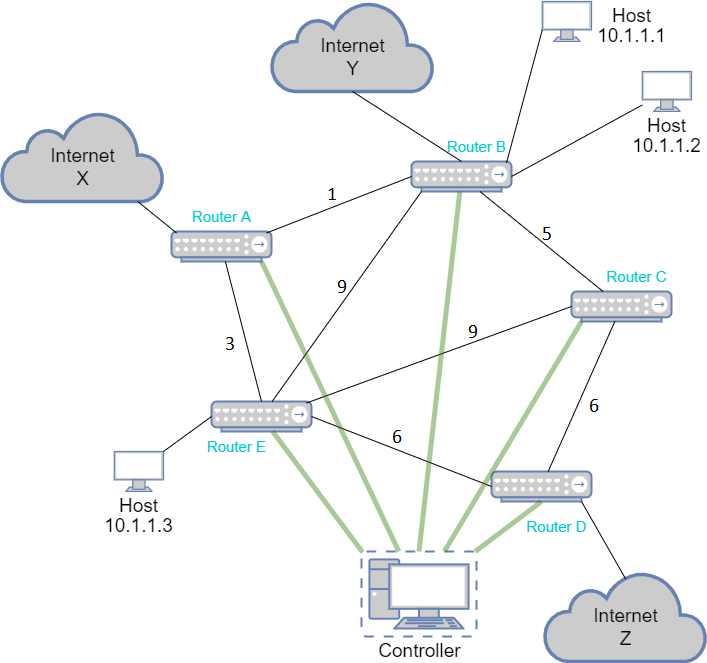 Host
10.1.1.1
Internet
Y
Host
10.1.1.2
Router B
Internet
X
1
Router A
5
Router C
9
3
9
6
6
Router E
Host
10.1.1.3
Router D
Internet
Z
Controller